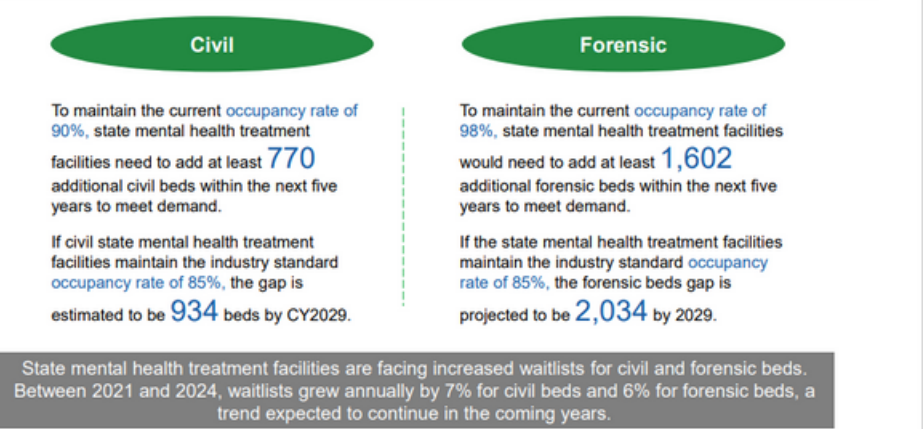 Civil
To maintain the current occupancy rate of
90%, state mental health treatment
facilities need to add at least 770
additional civil beds within the next five
years to meet demand.
If civil state mental health treatment
facilities maintain the industry standard
occupancy rate of 85%, the gap is
estimated to be 934 beds by CY2029.
Forensic
To maintain the current occupancy rate of
98%, state mental health treatment facilities
would need to add at least 1,602
additional forensic beds within the next five
years to meet demand.
If the state mental health treatment facilities
maintain the industry standard occupancy
rate of 85%, the forensic beds gap is
projected to be 2,034 by 2029.
State mental health treatment facilities are facing increased waitlists for civil and forensic beds.
Between 2021 and 2024, waitlists grew annually by 7% for civil beds and 6% for forensic beds, a
trend expected to continue in the coming years.